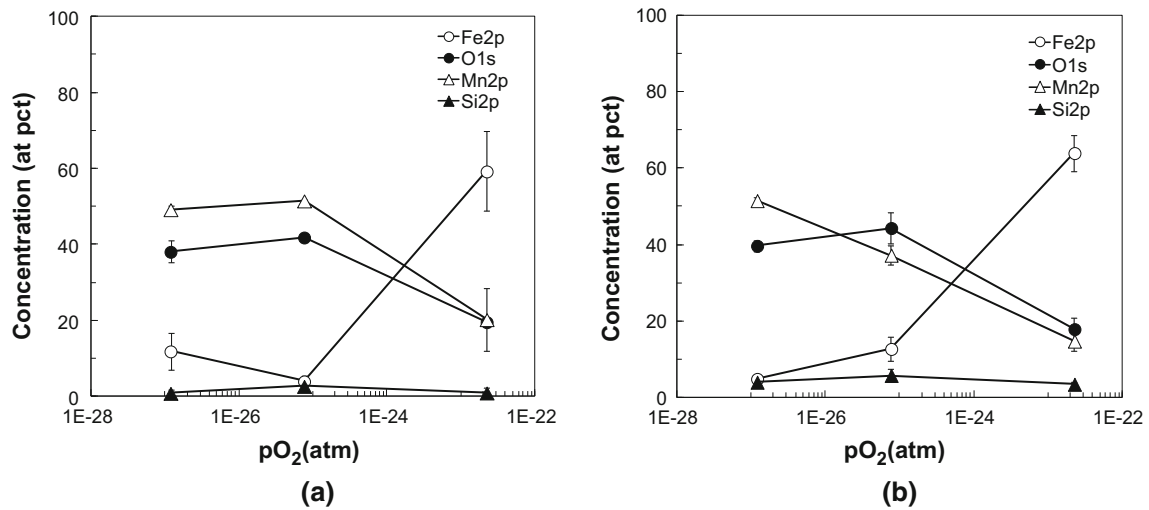 100
80
60
40
20
0
Concentration (at pct)
Fe2p
O1s
Mn2p
Si2p
1E-28
1E-26
1E-24
1E-22
pO₂(atm)
(a)
100
80
60
40
20
0
Concentration (at pct)
Fe2p
O1s
Mn2p
Si2p
1E-28
1E-26
1E-24
1E-22
pO₂(atm)
(b)